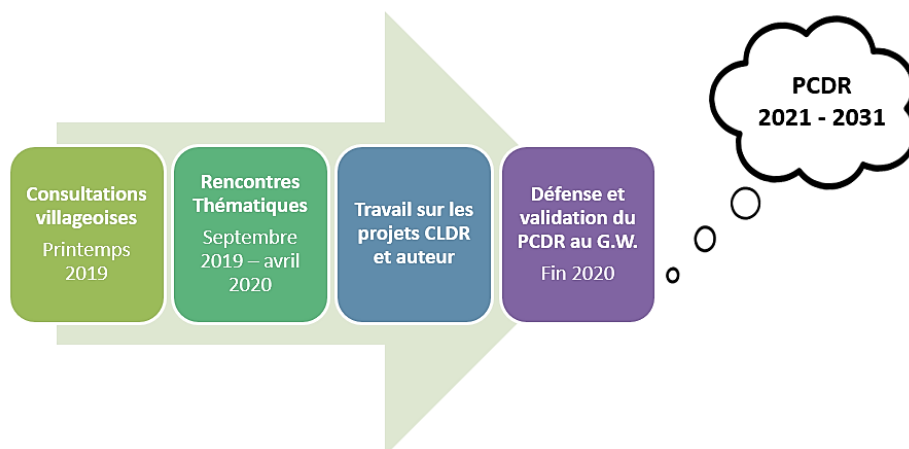 PCDR
2021 - 2031
Consultations
villageoises
Printemps
2019
Rencontres
Thématiques
Septembre
2019 – avril
2020
Travail sur les
projets CLDR
et auteur
Défense et
validation du
PCDR au G.W.
Fin 2020